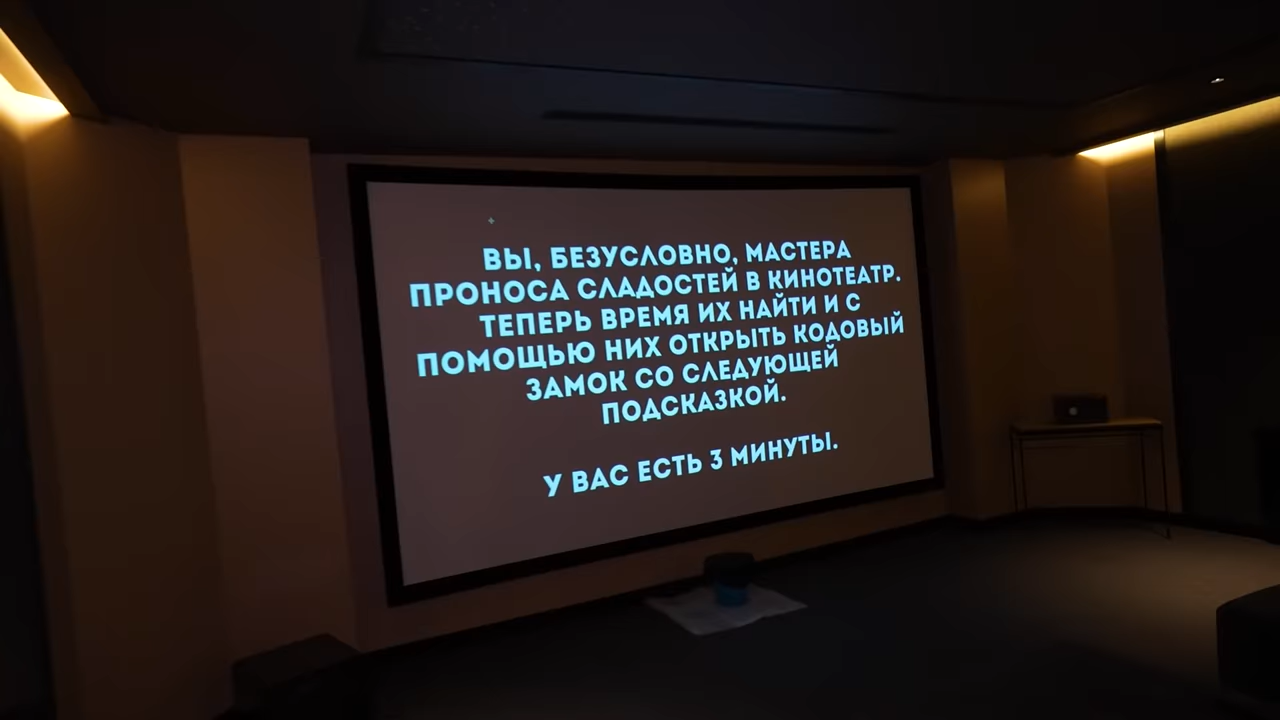 ВЫ, БЕЗУСЛОВНО, МАСТЕРА
ПРОНОСА СЛАДОСТЕЙ В КИНОТЕАТР.
ТЕПЕРЬ ВРЕМЯ ИХ НАЙТИ И С
ПОМОЩЬЮ НИХ ОТКРЫТЬ КОДОВЫЙ
ЗАМОК СО СЛЕДУЮЩЕЙ
ПОДСКАЗКОЙ.
У ВАС ЕСТЬ 3 МИНУТЫ.